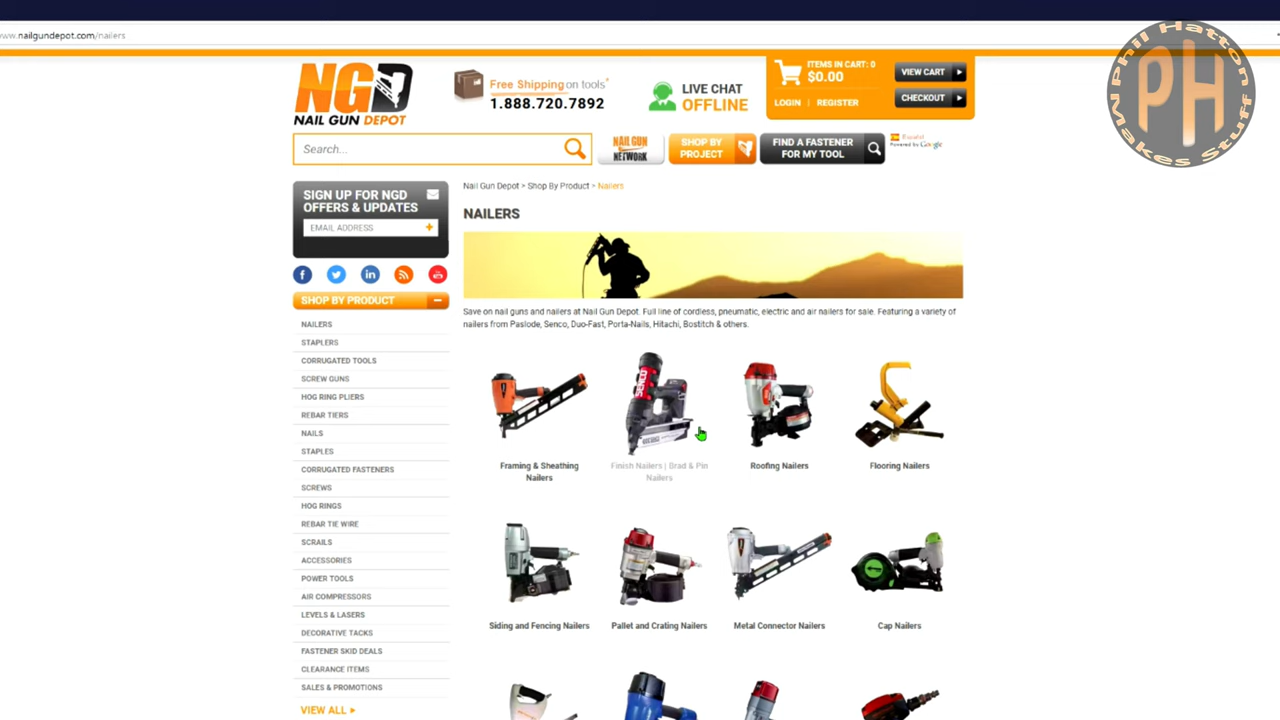 www.nailgundepot.com/nailers
Phil Hatton
PH
Makes Stuff
NGD
NAIL GUN DEPOT
Free Shipping on tools*
1.888.720.7892
LIVE CHAT
OFFLINE
ITEMS IN CART: 0
$0.00
LOGIN | REGISTER
VIEW CART
CHECKOUT
Search...
NAIL GUN
NETWORK
SHOP BY
PROJECT
FIND A FASTENER
FOR MY TOOL
Español
Powered by Google
SIGN UP FOR NGD
OFFERS & UPDATES
EMAIL ADDRESS
SHOP BY PRODUCT
NAILERS
STAPLERS
CORRUGATED TOOLS
SCREW GUNS
HOG RING PLIERS
REBAR TIERS
NAILS
STAPLES
CORRUGATED FASTENERS
SCREWS
HOG RINGS
REBAR TIE WIRE
SCRAILS
ACCESSORIES
POWER TOOLS
AIR COMPRESSORS
LEVELS & LASERS
DECORATIVE TACKS
FASTENER SKID DEALS
CLEARANCE ITEMS
SALES & PROMOTIONS
VIEW ALL
Nail Gun Depot > Shop By Product > Nailers
NAILERS
Save on nail guns and nailers at Nail Gun Depot. Full line of cordless, pneumatic, electric and air nailers for sale. Featuring a variety of
nailers from Paslode, Senco, Duo-Fast, Porta-Nails, Hitachi, Bostitch & others.
SENCO
Framing & Sheathing
Nailers
Finish Nailers | Brad & Pin
Nailers
Roofing Nailers
Flooring Nailers
Siding and Fencing Nailers
Pallet and Crating Nailers
Metal Connector Nailers
Cap Nailers